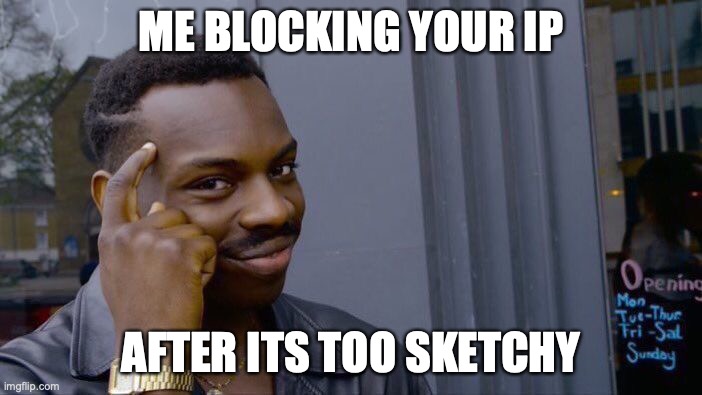 ME BLOCKING YOUR IP
Opening
Mon
Tue-Thur
Fri-Sat
Sunday
AFTER ITS TOO SKETCHY
imgflip.com